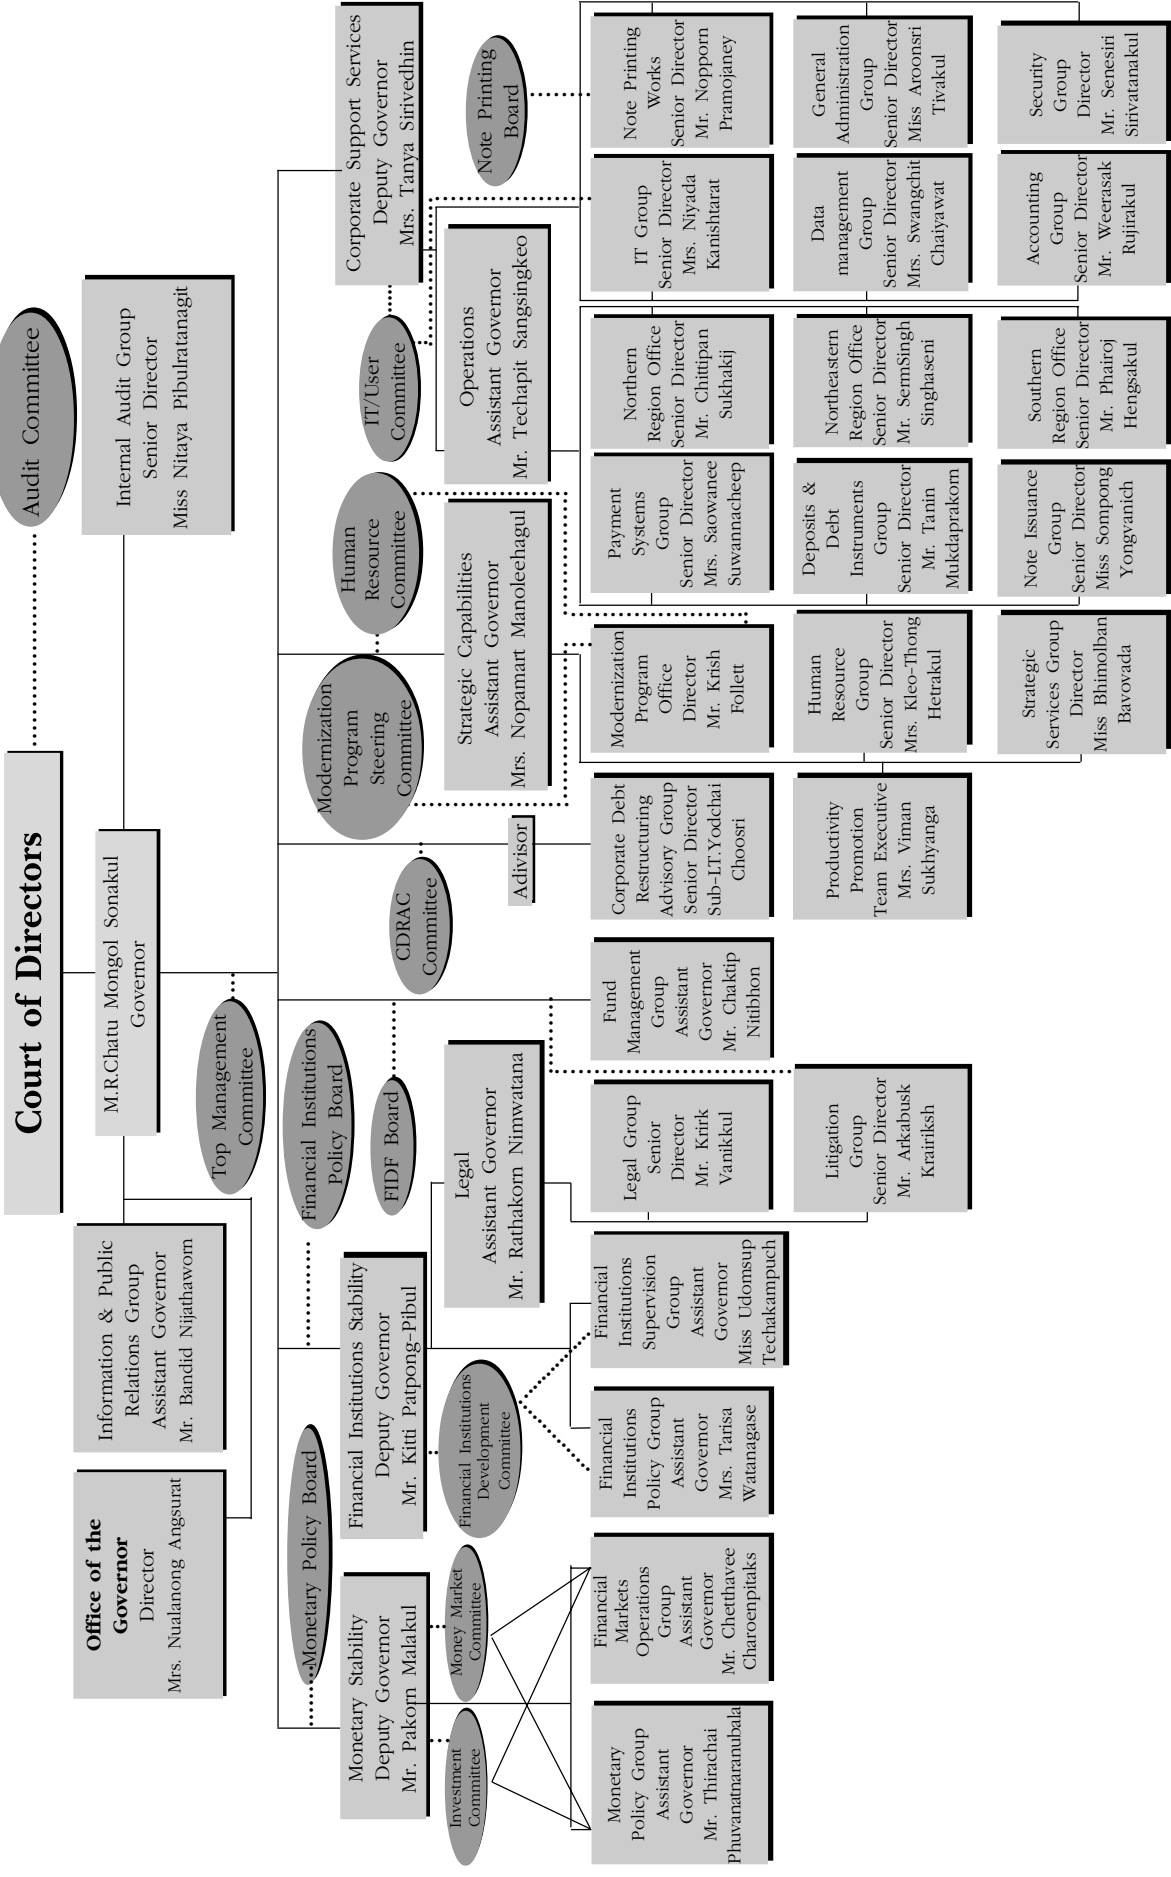 Court of Directors
Audit Committee
M.R.Chatu Mongol Sonakul
Governor
Office of the
Governor
Director
Mrs. Nualanong Angsurat
Information & Public
Relations Group
Assistant Governor
Mr. Bandid Nijathaworn
Internal Audit Group
Senior Director
Miss Nitaya Pibulratanagit
Top Management
Committee
Monetary Policy Board
Financial Institutions
Policy Board
FIDF Board
CDRAC
Committee
Modernization
Program
Steering
Committee
Human
Resource
Committee
IT/User
Committee
Monetary Stability
Deputy Governor
Mr. Pakorn Malakul
Financial Institutions Stability
Deputy Governor
Mr. Kitti Patpong-Pibul
Corporate Support Services
Deputy Governor
Mrs. Tanya Sirivedhin
Investment
Committee
Money Market
Committee
Financial Institutions
Development
Committee
Legal
Assistant Governor
Mr. Rathakorn Nimwatana
Adivisor
Strategic Capabilities
Assistant Governor
Mrs. Nopamart Manoleehagul
Operations
Assistant Governor
Mr. Techapit Sangsingkeo
Note Printing
Board
Monetary
Policy Group
Assistant
Governor
Mr. Thirachai
Phuvanatnaranubala
Financial
Markets
Operations
Group
Assistant
Governor
Mr. Chetthavee
Charoenpitaks
Financial
Institutions
Policy Group
Assistant
Governor
Mrs. Tarisa
Watanagase
Financial
Institutions
Supervision
Group
Assistant
Governor
Miss Udomsup
Techakampuch
Legal Group
Senior
Director
Mr. Krirk
Vanikkul
Fund
Management
Group
Assistant
Governor
Mr. Chaktip
Nitibhon
Corporate Debt
Restructuring
Advisory Group
Senior Director
Sub-LT.Yodchai
Choosri
Modernization
Program
Office
Director
Mr. Krish
Follett
Payment
Systems
Group
Senior Director
Mrs. Saowanee
Suwannacheep
Northern
Region Office
Senior Director
Mr. Chittipan
Sukhakij
IT Group
Senior Director
Mrs. Niyada
Kanishtarat
Note Printing
Works
Senior Director
Mr. Nopporn
Pramojaney
Litigation
Group
Senior Director
Mr. Arkabusk
Krairiksh
Productivity
Promotion
Team Executive
Mrs. Viman
Sukhyanga
Human
Resource
Group
Senior Director
Mrs. Kleo-Thong
Hetrakul
Deposits &
Debt
Instruments
Group
Senior Director
Mr. Tanin
Mukdaprakorn
Northeastern
Region Office
Senior Director
Mr. SermSingh
Singhaseni
Data
management
Group
Senior Director
Mrs. Swangchit
Chaiyawat
General
Administration
Group
Senior Director
Miss Aroonsri
Tivakul
Strategic
Services Group
Director
Miss Bhimolban
Bavovada
Note Issuance
Group
Senior Director
Miss Sompong
Yongvanich
Southern
Region Office
Senior Director
Mr. Phairoj
Hengsakul
Accounting
Group
Senior Director
Mr. Weerasak
Rujirakul
Security
Group
Director
Mr. Senesiri
Sirivatanakul